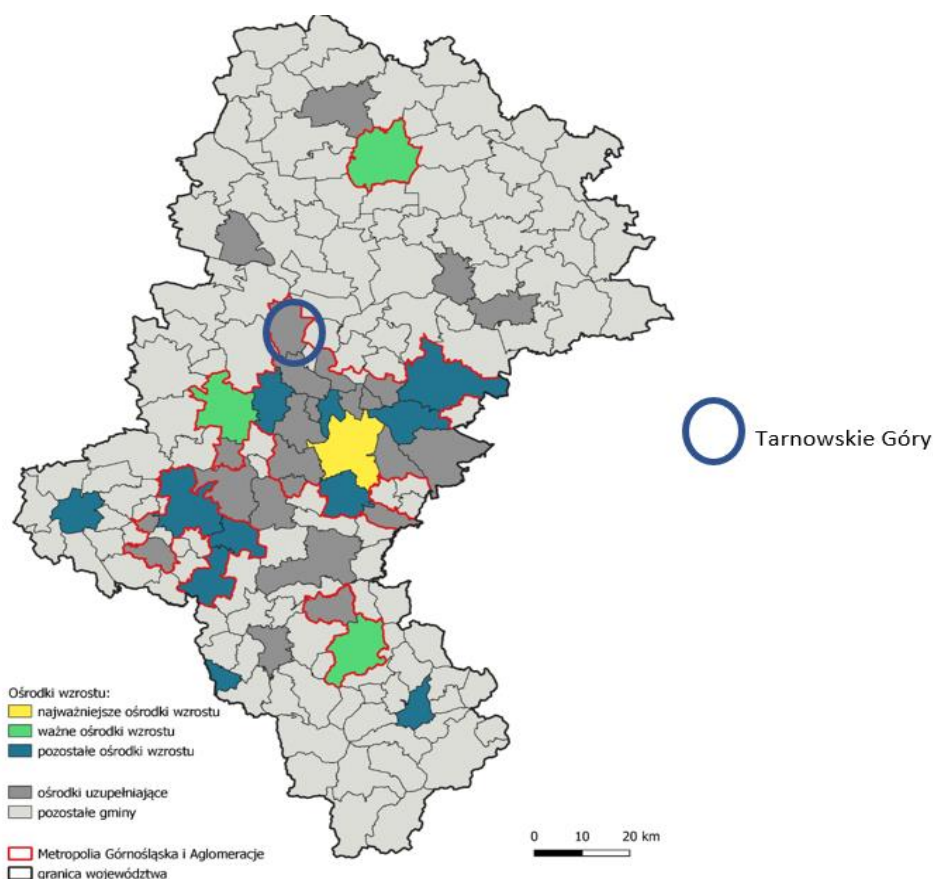 Tarnowskie Góry
Ośrodki wzrostu:
najważniejsze ośrodki wzrostu
ważne ośrodki wzrostu
pozostałe ośrodki wzrostu
ośrodki uzupełniające
pozostałe gminy
Metropolia Górnośląska i Aglomeracje
granica województwa
0 10 20 km